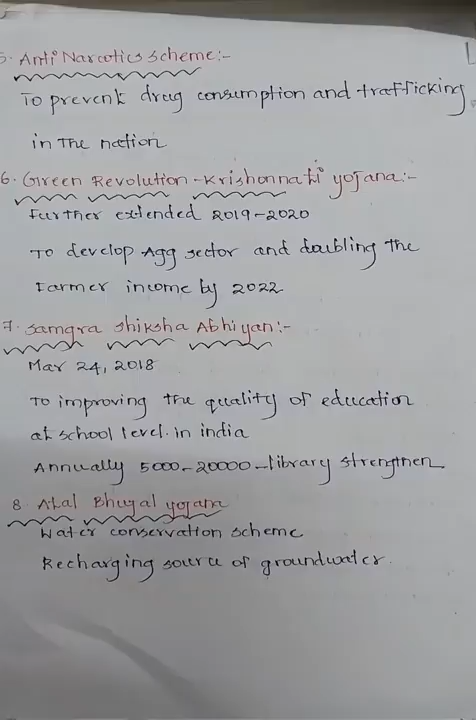 5. Anti Narcotics scheme:-
To prevent drug consumption and trafficking
in The nation
6. Green Revolution - Krishonnati yojana:-
Further extended 2019-2020
To develop Agg sector and doubling the
Farmer income by 2022
7. Samgra shiksha Abhiyan:-
Mar 24, 2018
To improving the quality of education
at school level. in india
Annually 5000-20000-library strengthen
8 Atal Bhujal yojana
Water conservation scheme
Recharging source of groundwater.